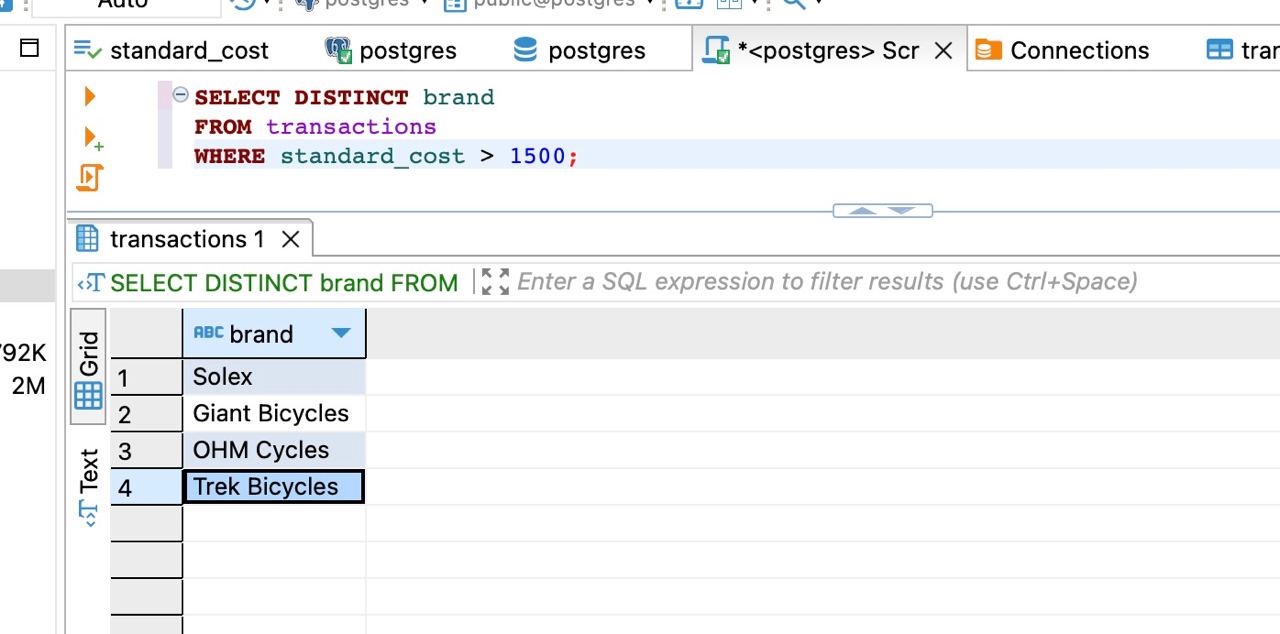 Auto
postgres
public@postgres
standard_cost
postgres
postgres
*<postgres> Scr
Connections
SELECT DISTINCT brand
FROM transactions
WHERE standard_cost > 1500;
transactions 1
SELECT DISTINCT brand FROM
Enter a SQL expression to filter results (use Ctrl+Space)
Grid
Text
92K
2M
ABC brand
1 Solex
2 Giant Bicycles
3 OHM Cycles
4 Trek Bicycles